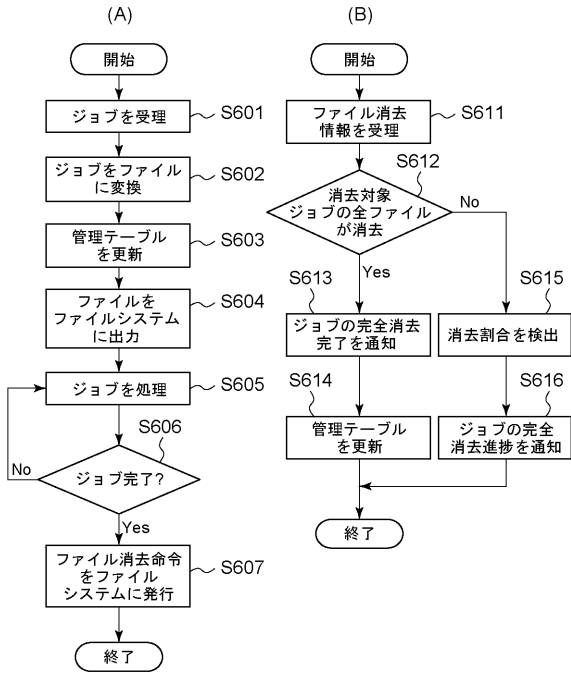 (A)
開始
ジョブを受理
S601
ジョブをファイル
に変換
S602
管理テーブル
を更新
S603
ファイルを
ファイルシステム
に出力
S604
ジョブを処理
S605
S606
ジョブ完了?
No
Yes
ファイル消去命令
をファイル
システムに発行
S607
終了
(B)
開始
ファイル消去
情報を受理
S611
S612
消去対象
ジョブの全ファイル
が消去
No
Yes
S613
ジョブの完全消去
完了を通知
S614
管理テーブル
を更新
S615
消去割合を検出
S616
ジョブの完全
消去進捗を通知
終了